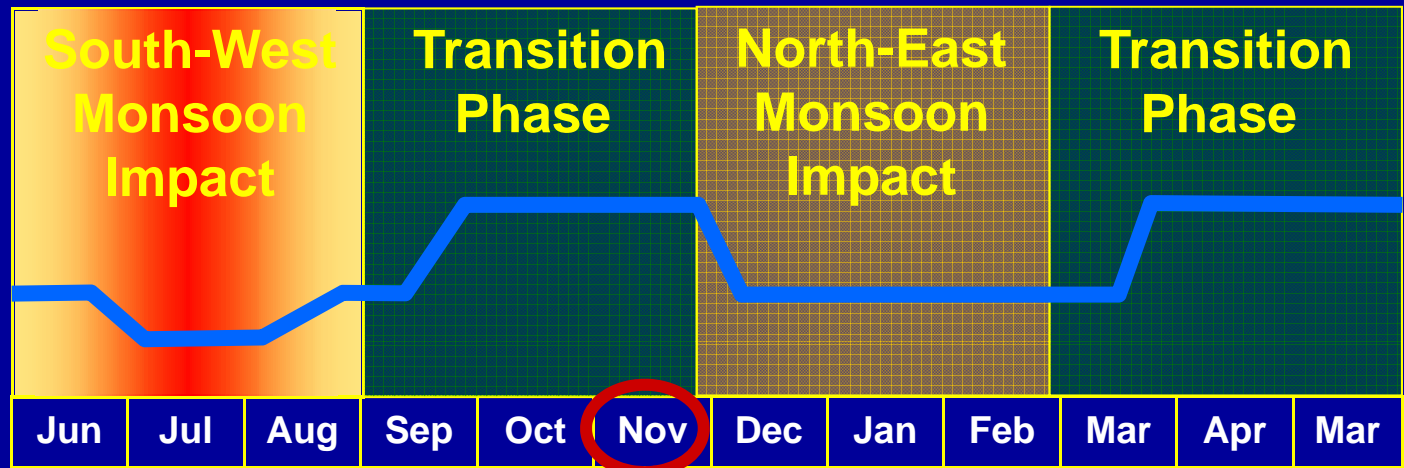 South-West
Monsoon
Impact
Transition
Phase
North-East
Monsoon
Impact
Transition
Phase
Jun Jul Aug Sep Oct Nov Dec Jan Feb Mar Apr Mar